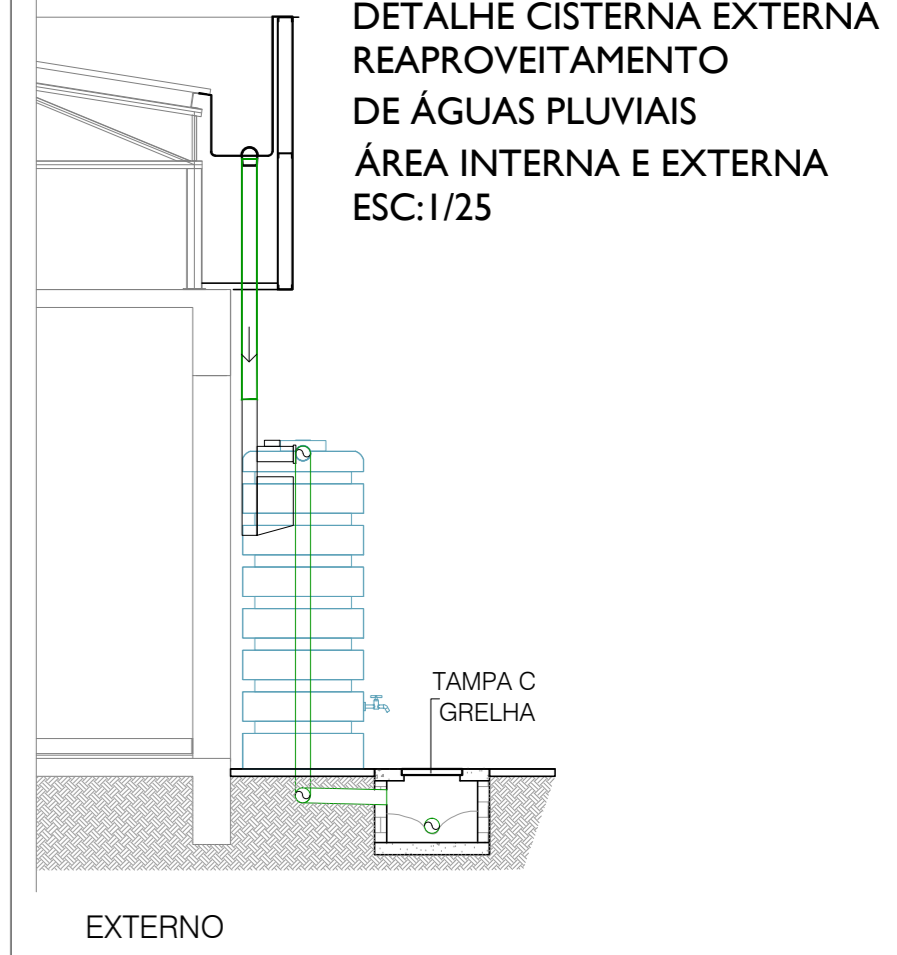 DETALHE CISTERNA EXTERNA
REAPROVEITAMENTO
DE ÁGUAS PLUVIAIS
ÁREA INTERNA E EXTERNA
ESC:1/25
TAMPA C
GRELHA
EXTERNO